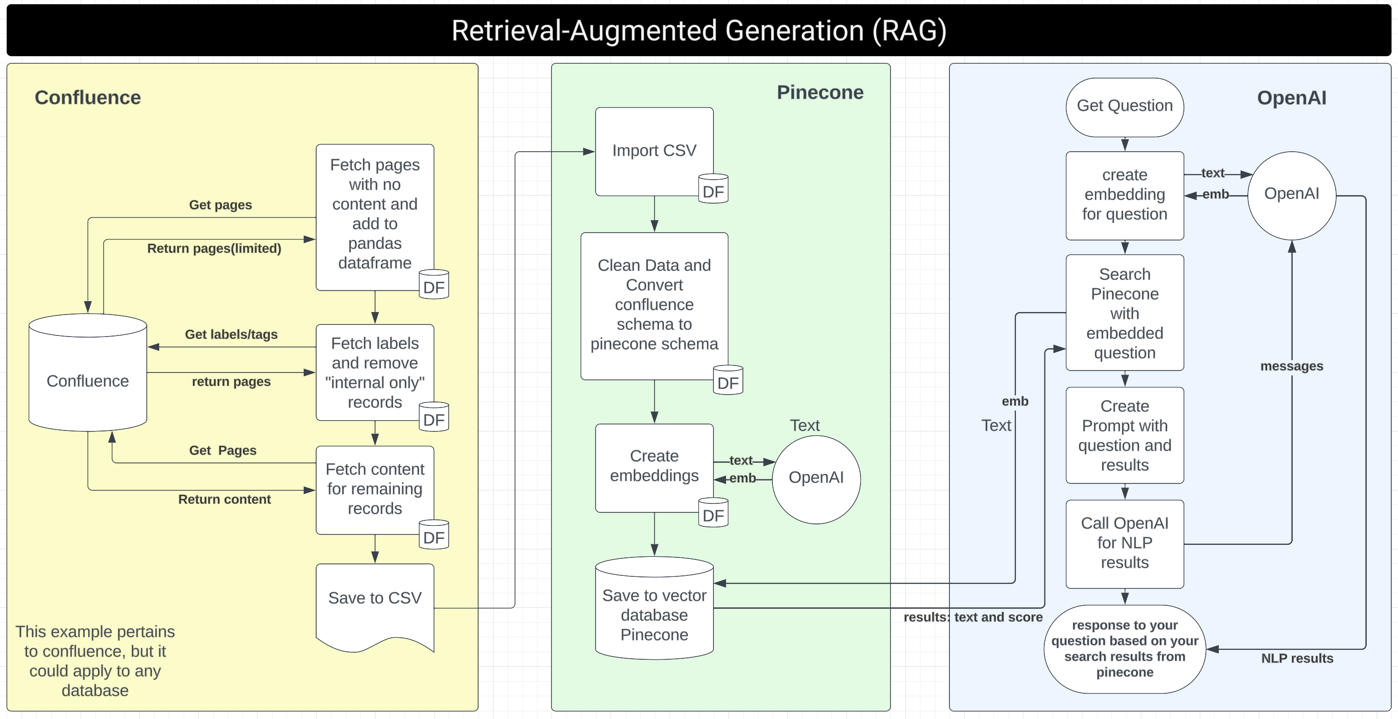 Retrieval-Augmented Generation (RAG)
Confluence
Fetch pages
with no
content and
add to
pandas
dataframe
DF
Get pages
Return pages(limited)
Confluence
Get labels/tags
return pages
Fetch labels
and remove
"internal only"
records
DF
Get  Pages
Return content
Fetch content
for remaining
records
DF
Save to CSV
This example pertains
to confluence, but it
could apply to any
database
Pinecone
Import CSV
DF
Clean Data and
Convert
confluence
schema to
pinecone schema
DF
Create
embeddings
DF
text
emb
Text
OpenAI
Save to vector
database
Pinecone
results: text and score
OpenAI
Get Question
create
embedding
for question
text
emb
OpenAI
Search
Pinecone
with
embedded
question
emb
Text
Create
Prompt with
question and
results
messages
Call OpenAI
for NLP
results
response to your
question based on your
search results from
pinecone
NLP results